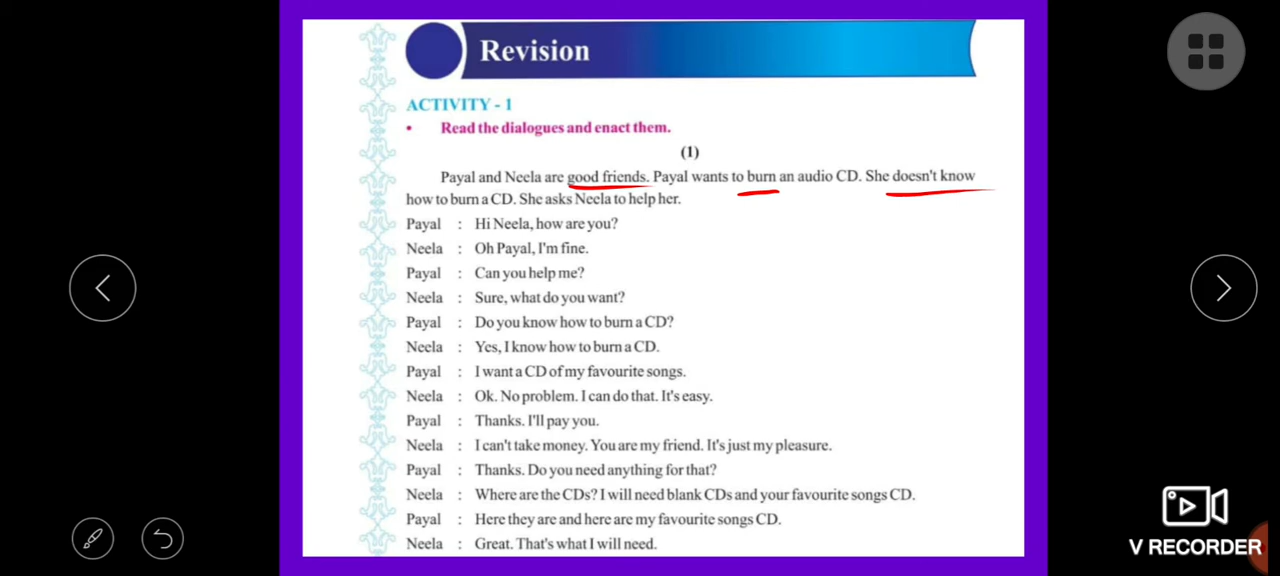 Revision
ACTIVITY - 1
• Read the dialogues and enact them.
(1)
Payal and Neela are good friends. Payal wants to burn an audio CD. She doesn't know
how to burn a CD. She asks Neela to help her.
Payal : Hi Neela, how are you?
Neela : Oh Payal, I'm fine.
Payal : Can you help me?
Neela : Sure, what do you want?
Payal : Do you know how to burn a CD?
Neela : Yes, I know how to burn a CD.
Payal : I want a CD of my favourite songs.
Neela : Ok. No problem. I can do that. It's easy.
Payal : Thanks. I'll pay you.
Neela : I can't take money. You are my friend. It's just my pleasure.
Payal : Thanks. Do you need anything for that?
Neela : Where are the CDs? I will need blank CDs and your favourite songs CD.
Payal : Here they are and here are my favourite songs CD.
Neela : Great. That's what I will need.
V RECORDER